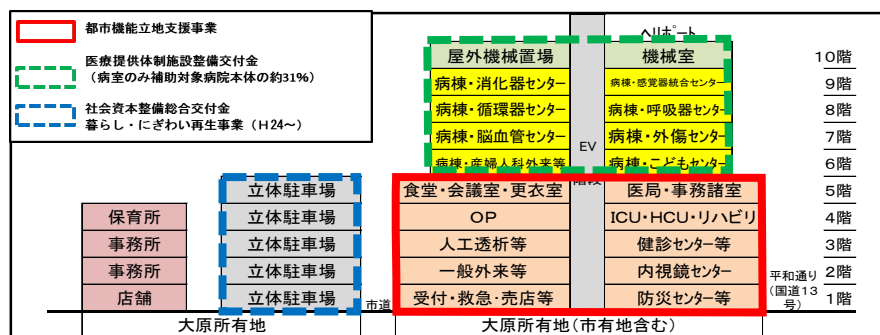 都市機能立地支援事業
医療提供体制施設整備交付金
(病室のみ補助対象病院本体の約31%)
社会資本整備総合交付金
暮らし・にぎわい再生事業(H24~)
ヘリポート
屋外機械置場 機械室 10階
病棟・消化器センター 病棟・感覚器統合センター 9階
病棟・循環器センター 病棟・呼吸器センター 8階
病棟・脳血管センター EV 病棟・外傷センター 7階
病棟・産婦人科外来等 病棟・こどもセンター 6階
立体駐車場 食堂・会議室・更衣室 階段 医局・事務諸室 5階
保育所 立体駐車場 OP ICU・HCU・リハビリ 4階
事務所 立体駐車場 人工透析等 健診センター等 3階
事務所 立体駐車場 一般外来等 内視鏡センター 2階
店舗 立体駐車場 市道 受付・救急・売店等 防災センター等 1階
平和通り
(国道13
号)
大原所有地 大原所有地(市有地含む)